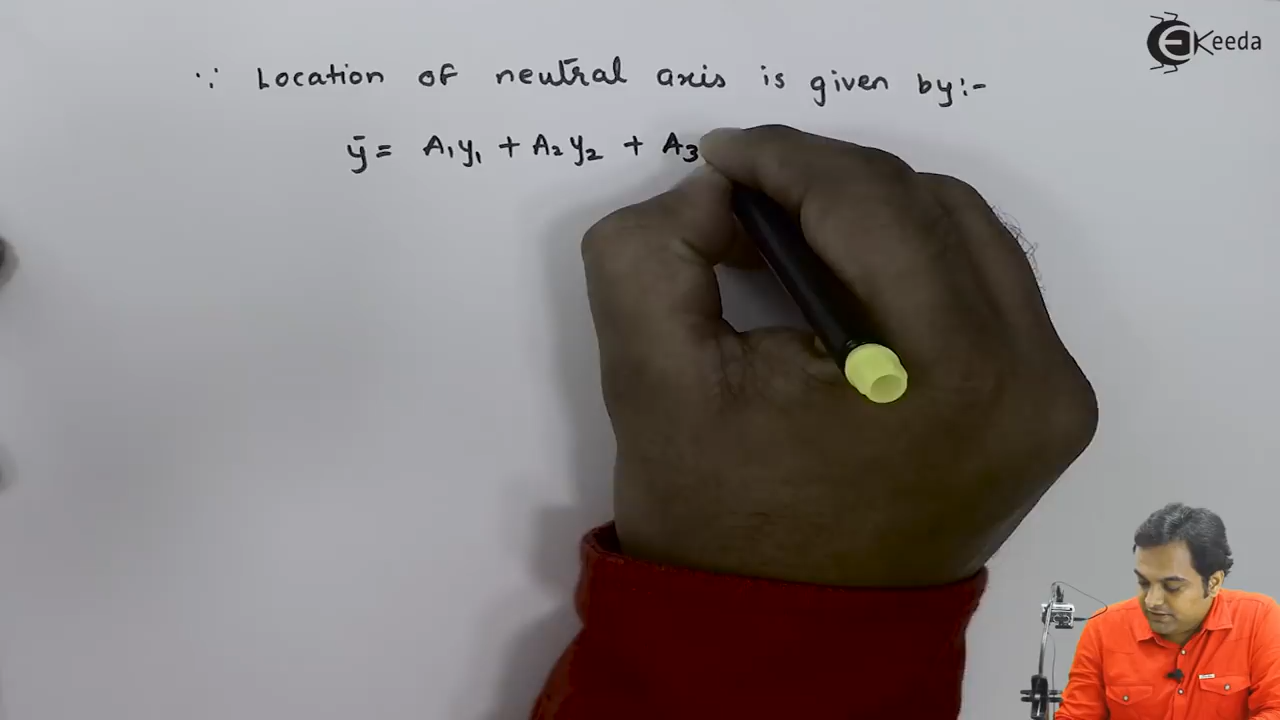 Ekeeda
∵ Location of neutral axis is given by:-
ȳ = A₁y₁ + A₂y₂ + A₃